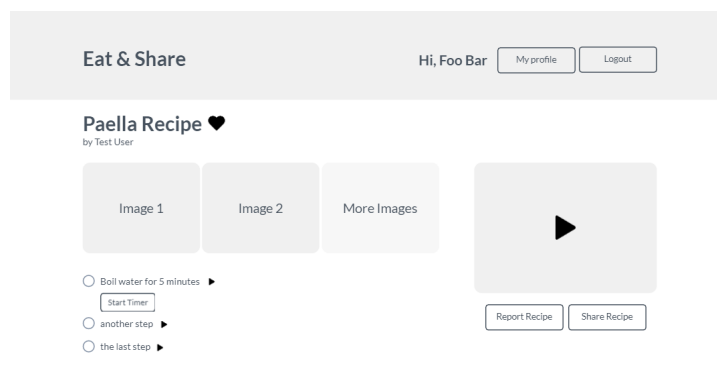 Eat & Share
Hi, Foo Bar
My profile
Logout
Paella Recipe
by Test User
Image 1
Image 2
More Images
Boil water for 5 minutes
Start Timer
another step
the last step
Report Recipe
Share Recipe